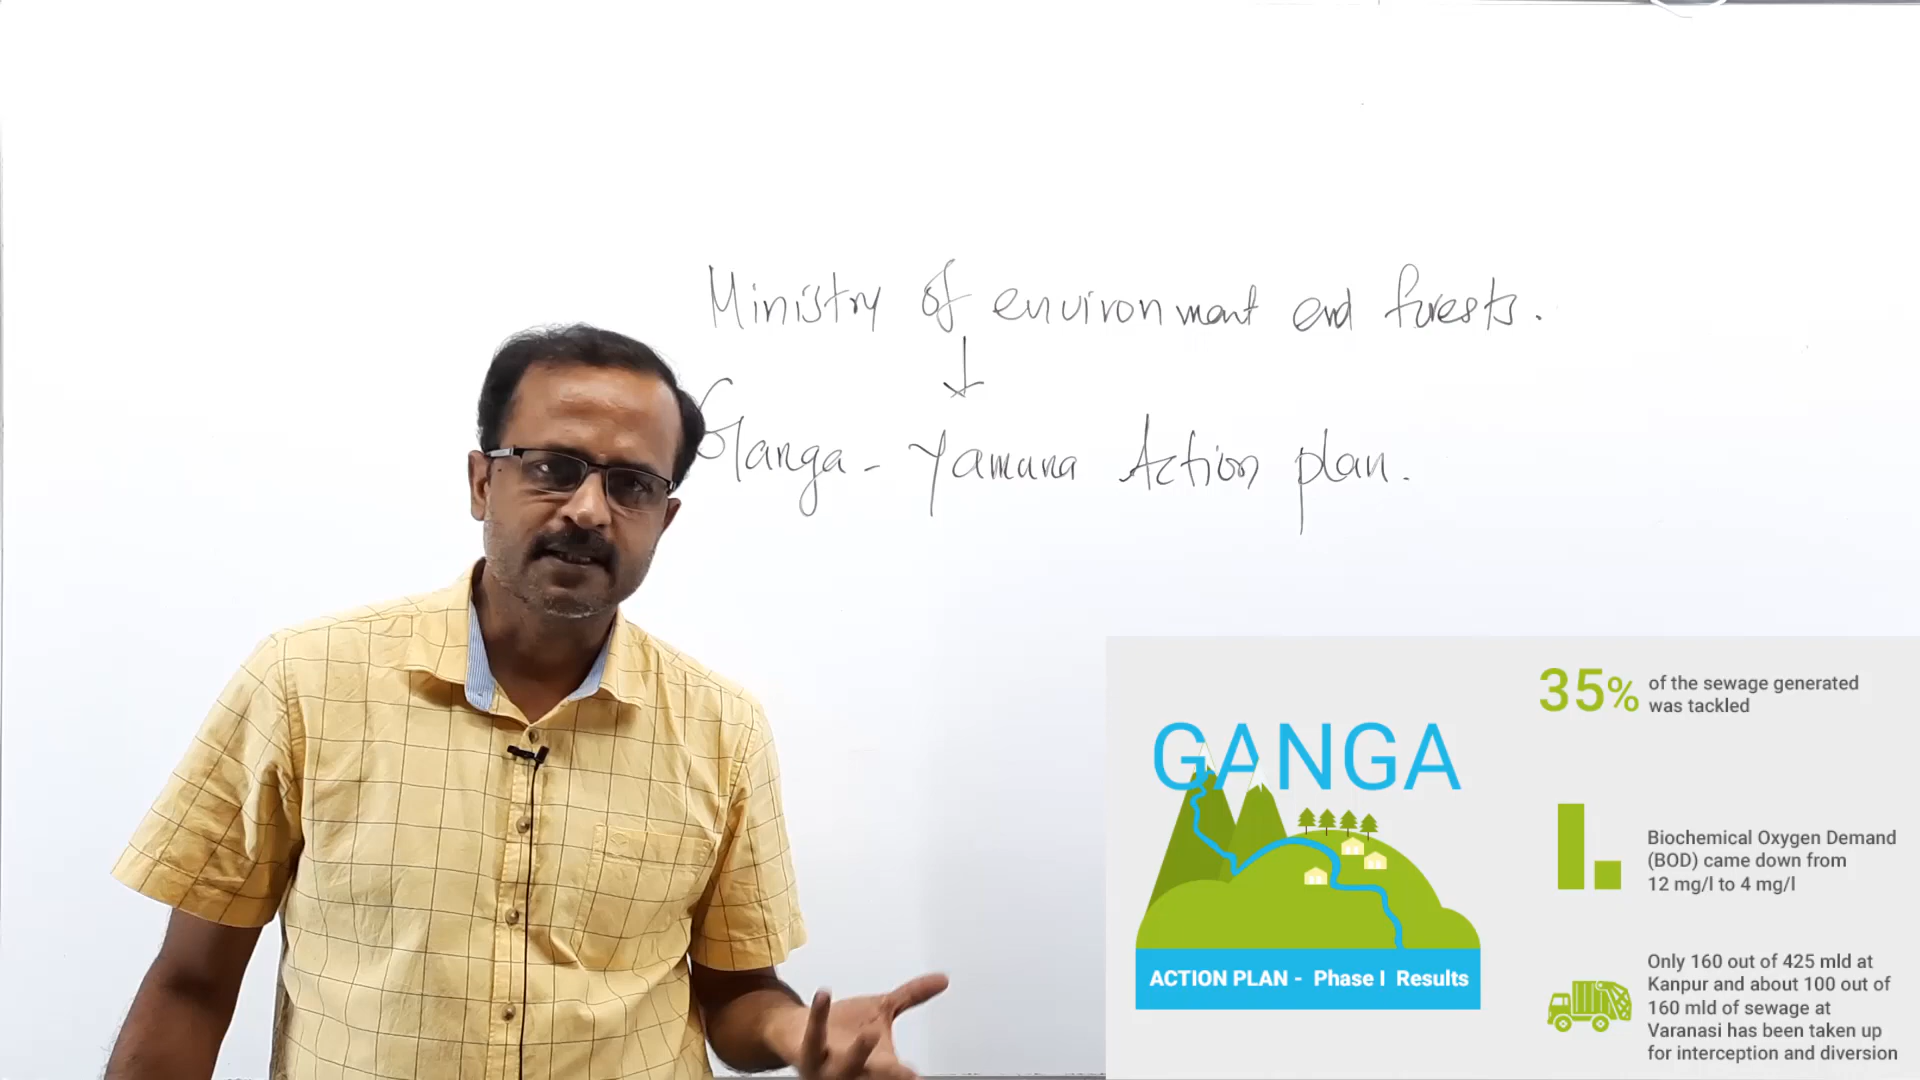 Ministry of environment and forests.
Ganga - Yamuna Action plan.
GANGA
ACTION PLAN - Phase I Results
35% of the sewage generated
was tackled
Biochemical Oxygen Demand
(BOD) came down from
12 mg/l to 4 mg/l
Only 160 out of 425 mld at
Kanpur and about 100 out of
160 mld of sewage at
Varanasi has been taken up
for interception and diversion